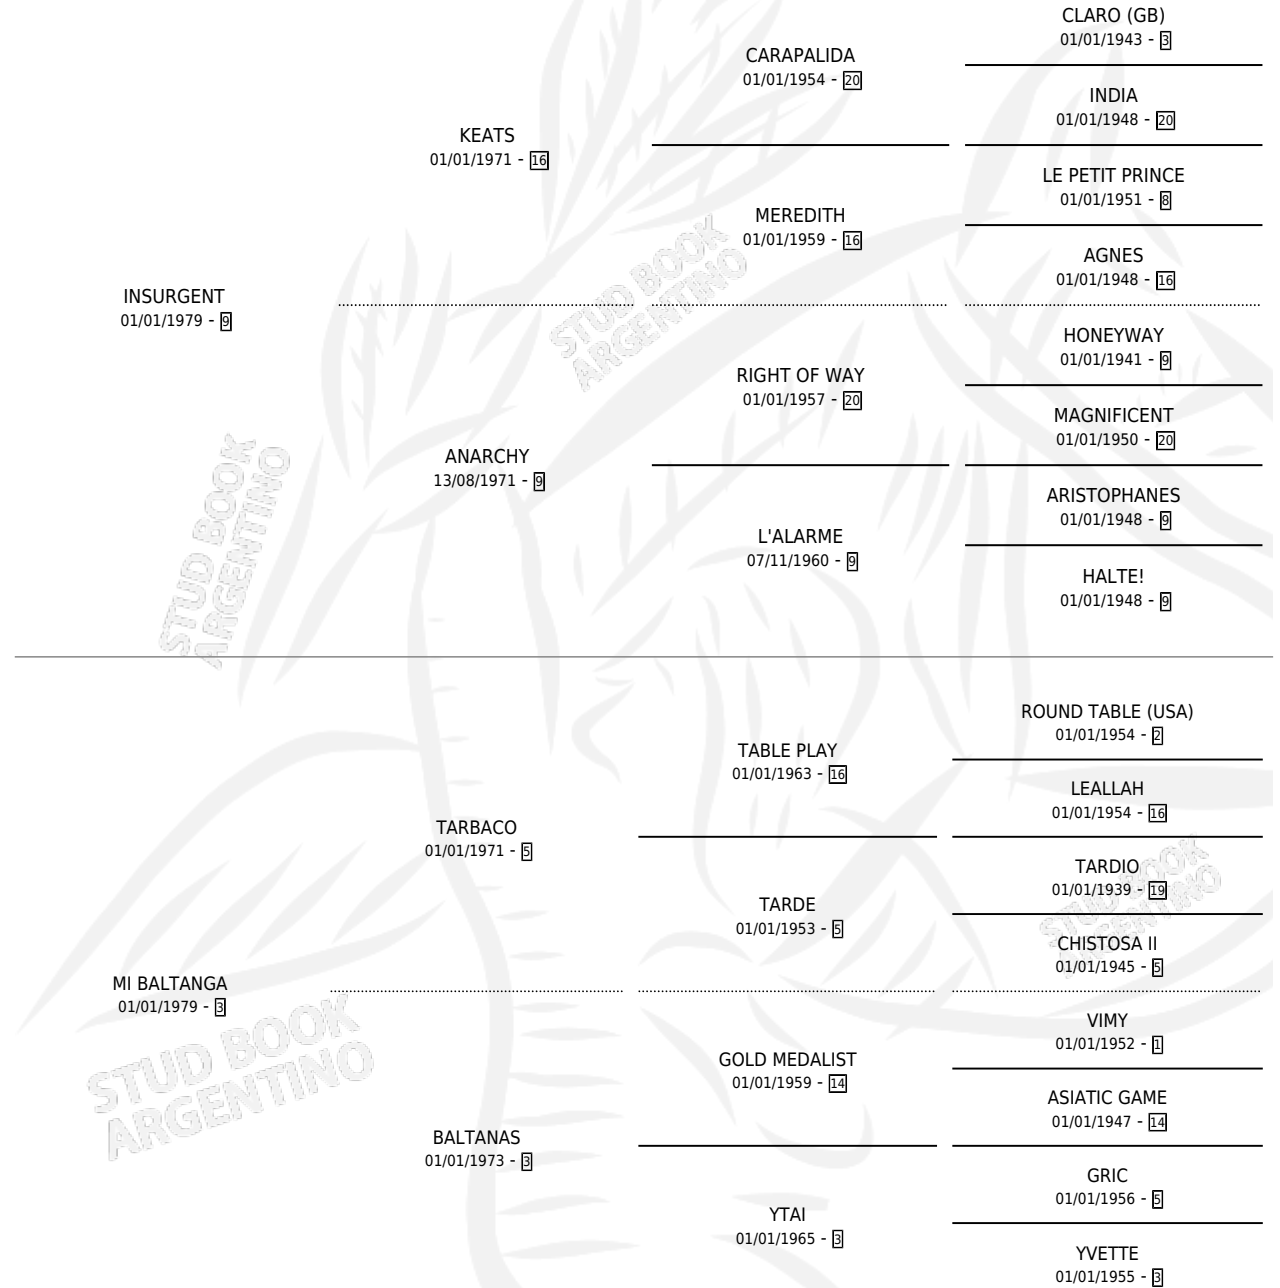 CLARO (GB)
01/01/1943 - 3
CARAPALIDA
01/01/1954 - 20
INDIA
01/01/1948 - 20
KEATS
01/01/1971 - 16
LE PETIT PRINCE
01/01/1951 - 8
MEREDITH
01/01/1959 - 16
AGNES
01/01/1948 - 16
INSURGENT
01/01/1979 - 9
HONEYWAY
01/01/1941 - 9
RIGHT OF WAY
01/01/1957 - 20
MAGNIFICENT
01/01/1950 - 20
ANARCHY
13/08/1971 - 9
ARISTOPHANES
01/01/1948 - 9
L'ALARME
07/11/1960 - 9
HALTE!
01/01/1948 - 9
STUD BOOK
ARGENTINO
STUD BOOK
ARGENTINO
ROUND TABLE (USA)
01/01/1954 - 2
TABLE PLAY
01/01/1963 - 16
LEALLAH
01/01/1954 - 16
TARBACO
01/01/1971 - 5
TARDIO
01/01/1939 - 19
TARDE
01/01/1953 - 5
CHISTOSA II
01/01/1945 - 5
STUD BOOK
ARGENTINO
MI BALTANGA
01/01/1979 - 3
VIMY
01/01/1952 - 1
GOLD MEDALIST
01/01/1959 - 14
ASIATIC GAME
01/01/1947 - 14
BALTANAS
01/01/1973 - 3
GRIC
01/01/1956 - 5
YTAI
01/01/1965 - 3
YVETTE
01/01/1955 - 3
STUD BOOK
ARGENTINO